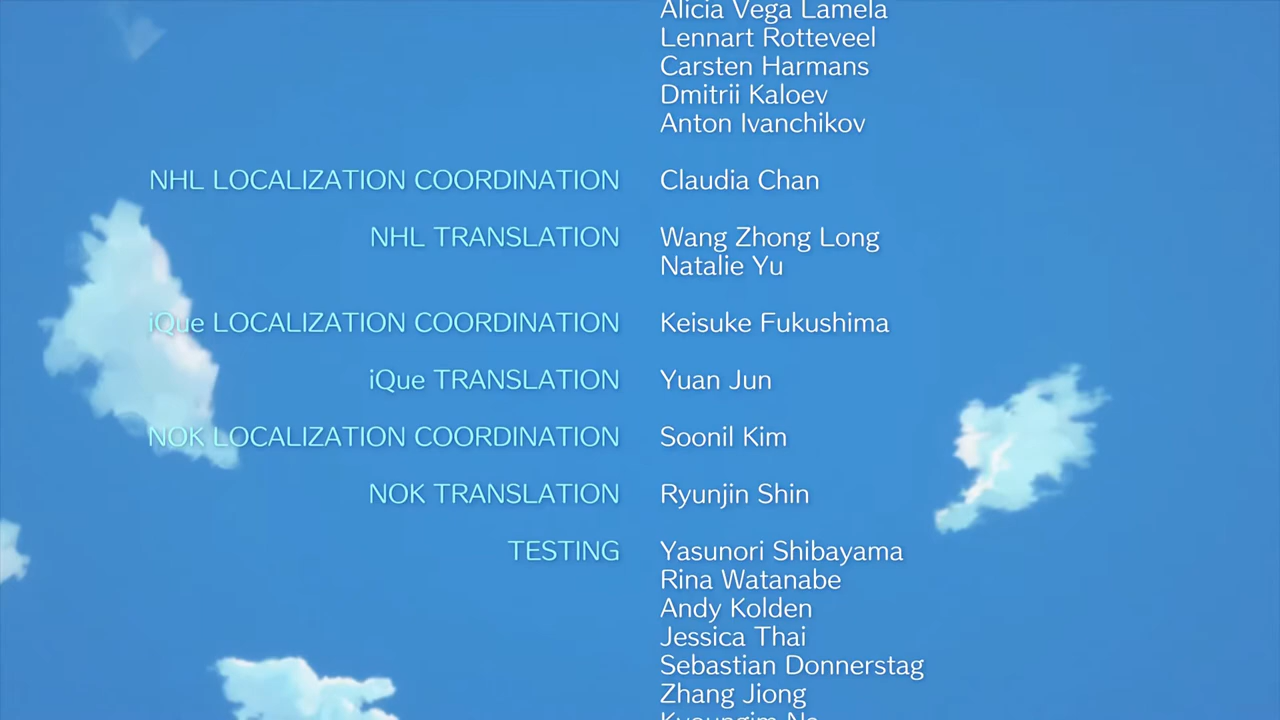 Alicia Vega Lamela
Lennart Rotteveel
Carsten Harmans
Dmitrii Kaloev
Anton Ivanchikov
NHL LOCALIZATION COORDINATION Claudia Chan
NHL TRANSLATION Wang Zhong Long
Natalie Yu
iQue LOCALIZATION COORDINATION Keisuke Fukushima
iQue TRANSLATION Yuan Jun
NOK LOCALIZATION COORDINATION Soonil Kim
NOK TRANSLATION Ryunjin Shin
TESTING Yasunori Shibayama
Rina Watanabe
Andy Kolden
Jessica Thai
Sebastian Donnerstag
Zhang Jiong